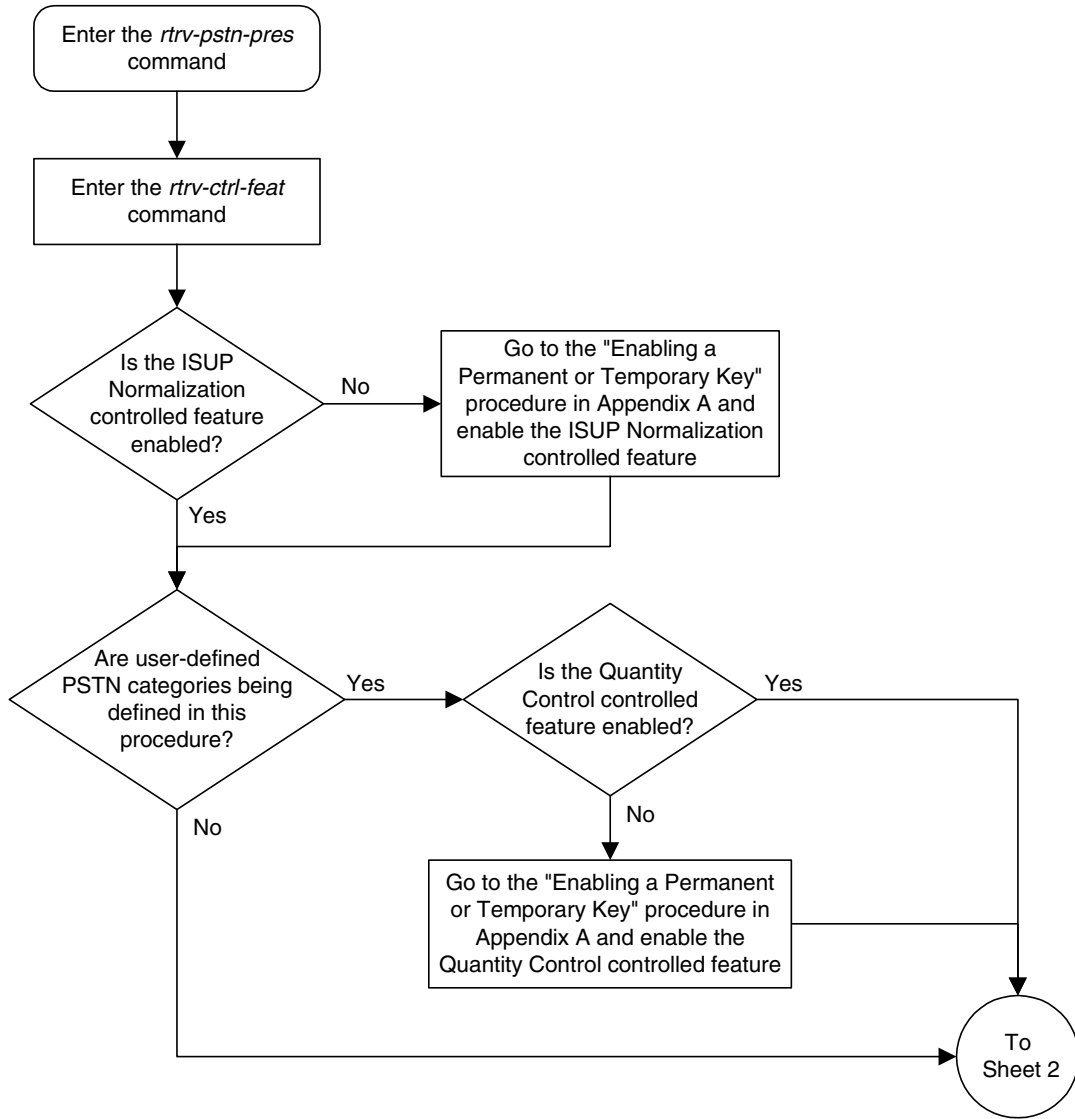 Enter the rtrv-pstn-pres
command
Enter the rtrv-ctrl-feat
command
Is the ISUP
Normalization
controlled feature
enabled?
No
Go to the "Enabling a
Permanent or Temporary Key"
procedure in Appendix A and
enable the ISUP Normalization
controlled feature
Yes
Are user-defined
PSTN categories being
defined in this
procedure?
Yes
Is the Quantity
Control controlled
feature enabled?
Yes
No
No
Go to the "Enabling a Permanent
or Temporary Key" procedure in
Appendix A and enable the
Quantity Control controlled feature
To
Sheet 2